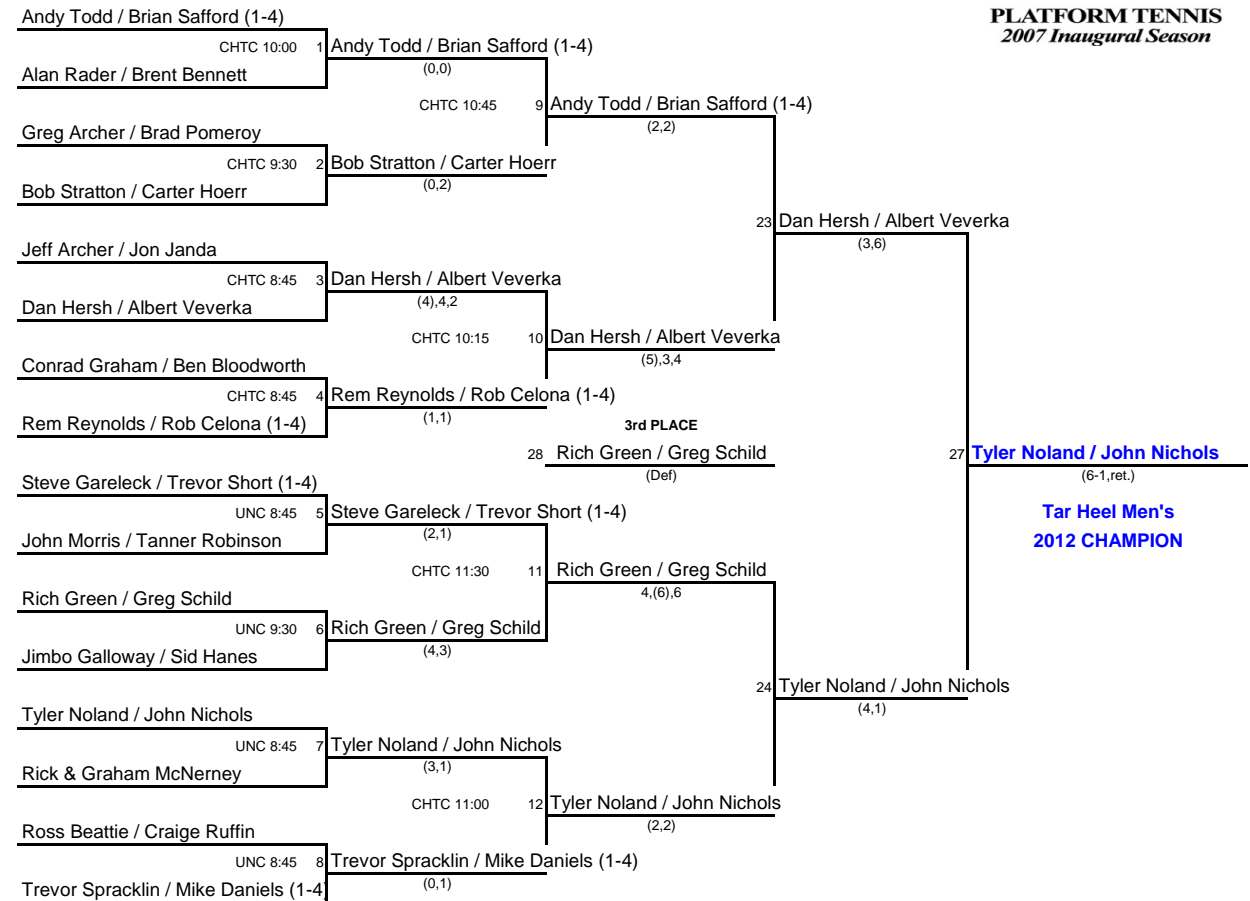 Andy Todd / Brian Safford (1-4)
PLATFORM TENNIS
2007 Inaugural Season
CHTC 10:00 1 Andy Todd / Brian Safford (1-4)
Alan Rader / Brent Bennett
(0,0)
CHTC 10:45 9 Andy Todd / Brian Safford (1-4)
(2,2)
Greg Archer / Brad Pomeroy
CHTC 9:30 2 Bob Stratton / Carter Hoerr
(0,2)
Bob Stratton / Carter Hoerr
23 Dan Hersh / Albert Veverka
(3,6)
Jeff Archer / Jon Janda
CHTC 8:45 3 Dan Hersh / Albert Veverka
(4),4,2
Dan Hersh / Albert Veverka
CHTC 10:15 10 Dan Hersh / Albert Veverka
(5),3,4
Conrad Graham / Ben Bloodworth
CHTC 8:45 4 Rem Reynolds / Rob Celona (1-4)
(1,1)
Rem Reynolds / Rob Celona (1-4)
3rd PLACE
28 Rich Green / Greg Schild
(Def)
27 Tyler Noland / John Nichols
(6-1,ret.)
Tar Heel Men's
2012 CHAMPION
Steve Gareleck / Trevor Short (1-4)
UNC 8:45 5 Steve Gareleck / Trevor Short (1-4)
(2,1)
John Morris / Tanner Robinson
CHTC 11:30 11 Rich Green / Greg Schild
4,(6),6
Rich Green / Greg Schild
UNC 9:30 6 Rich Green / Greg Schild
(4,3)
Jimbo Galloway / Sid Hanes
24 Tyler Noland / John Nichols
(4,1)
Tyler Noland / John Nichols
UNC 8:45 7 Tyler Noland / John Nichols
(3,1)
Rick & Graham McNerney
CHTC 11:00 12 Tyler Noland / John Nichols
(2,2)
Ross Beattie / Craige Ruffin
UNC 8:45 8 Trevor Spracklin / Mike Daniels (1-4)
(0,1)
Trevor Spracklin / Mike Daniels (1-4)